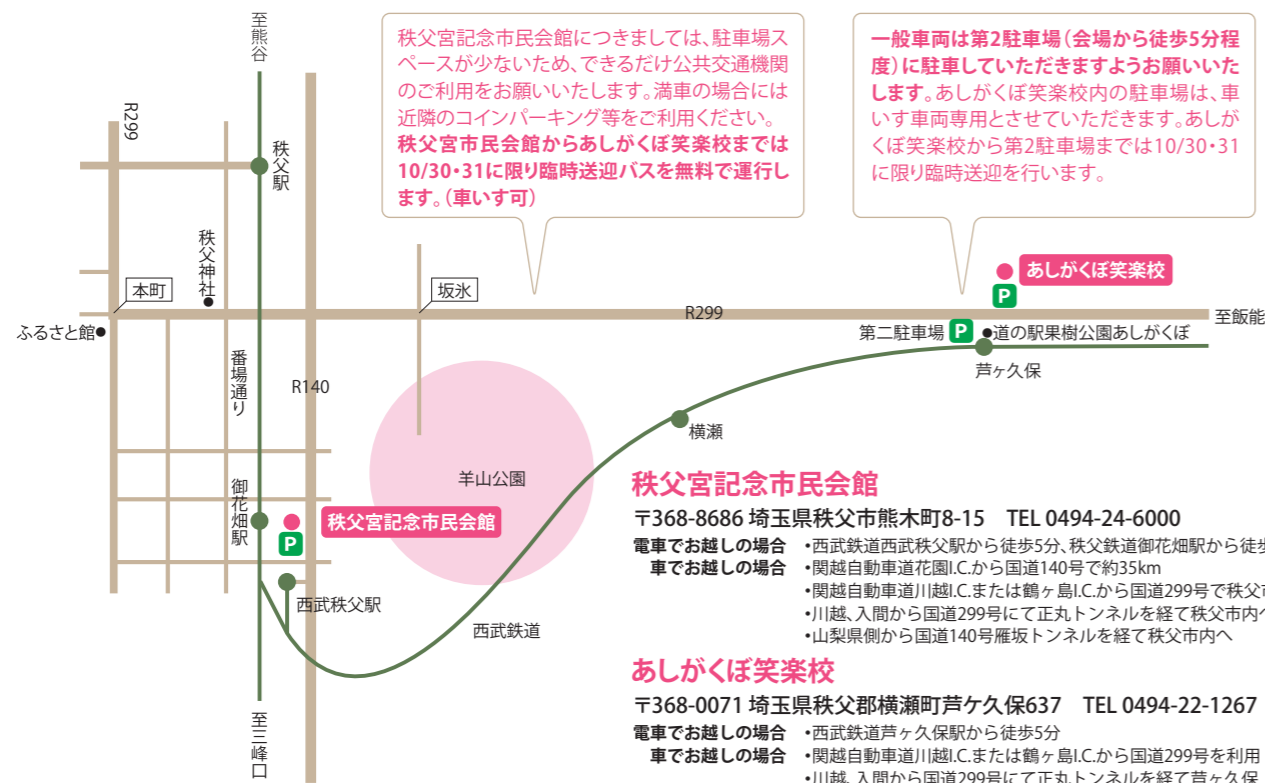 至熊谷
R299
秩父駅
秩父宮記念市民会館につきましては、駐車場ス
ペースが少ないため、できるだけ公共交通機関
のご利用をお願いいたします。満車の場合には
近隣のコインパーキング等をご利用ください。
秩父宮市民会館からあしがくぼ笑楽校までは
10/30・31に限り臨時送迎バスを無料で運行し
ます。（車いす可）
一般車両は第2駐車場（会場から徒歩5分程
度）に駐車していただきますようお願いいた
します。あしがくぼ笑楽校内の駐車場は、車
いす車両専用とさせていただきます。あしが
くぼ笑楽校から第2駐車場までは10/30・31
に限り臨時送迎を行います。
秩父神社
本町
坂氷
あしがくぼ笑楽校
P
R299
至飯能
ふるさと館
第二駐車場
P
道の駅果樹公園あしがくぼ
芦ヶ久保
番場通り
R140
横瀬
羊山公園
御花畑駅
秩父宮記念市民会館
P
西武秩父駅
西武鉄道
至三峰口
秩父宮記念市民会館
〒368-8686 埼玉県秩父市熊木町8-15　TEL 0494-24-6000
電車でお越しの場合　・西武鉄道西武秩父駅から徒歩5分、秩父鉄道御花畑駅から徒歩
車でお越しの場合　・関越自動車道花園I.C.から国道140号で約35km
・関越自動車道川越I.C.または鶴ヶ島I.C.から国道299号で秩父
・川越、入間から国道299号にて正丸トンネルを経て秩父市内
・山梨県側から国道140号雁坂トンネルを経て秩父市内へ
あしがくぼ笑楽校
〒368-0071 埼玉県秩父郡横瀬町芦ケ久保637　TEL 0494-22-1267
電車でお越しの場合　・西武鉄道芦ヶ久保駅から徒歩5分
車でお越しの場合　・関越自動車道川越I.C.または鶴ヶ島I.C.から国道299号を利用
・川越、入間から国道299号にて正丸トンネルを経て芦ヶ久保